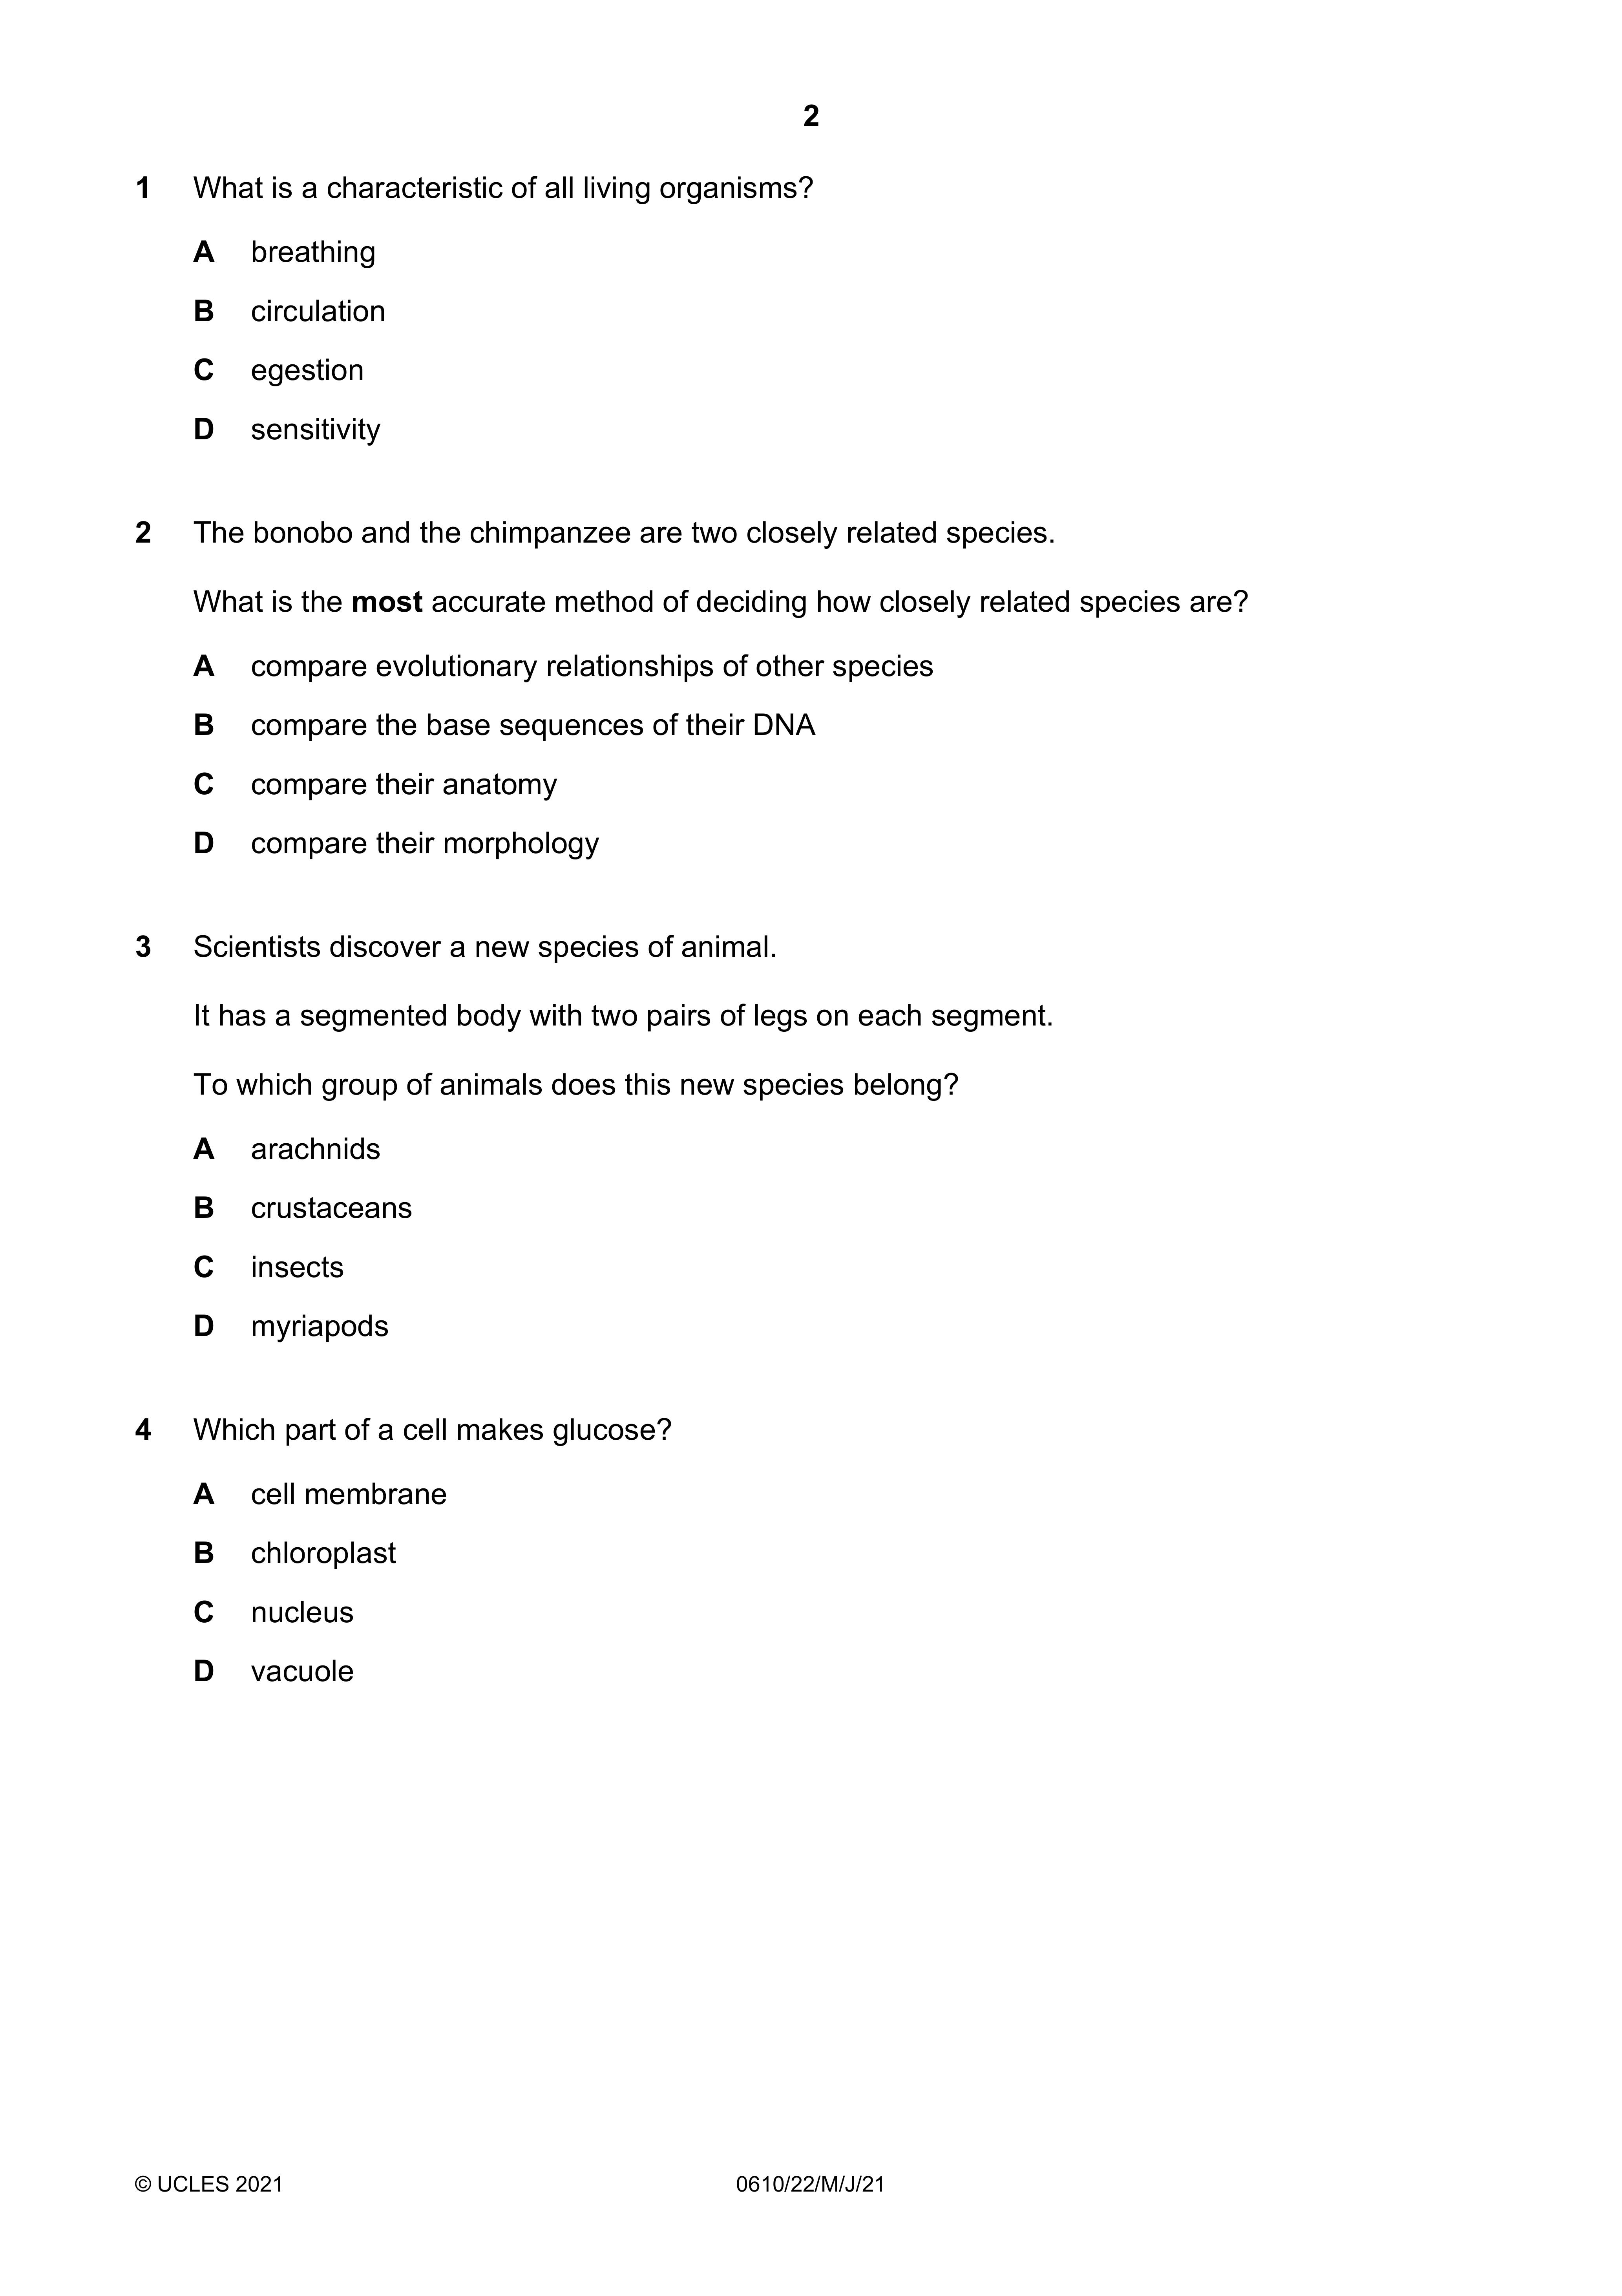 2
1 What is a characteristic of all living organisms?
A breathing
B circulation
C egestion
D sensitivity
2 The bonobo and the chimpanzee are two closely related species.
What is the most accurate method of deciding how closely related species are?
A compare evolutionary relationships of other species
B compare the base sequences of their DNA
C compare their anatomy
D compare their morphology
3 Scientists discover a new species of animal.
It has a segmented body with two pairs of legs on each segment.
To which group of animals does this new species belong?
A arachnids
B crustaceans
C insects
D myriapods
4 Which part of a cell makes glucose?
A cell membrane
B chloroplast
C nucleus
D vacuole
© UCLES 2021 0610/22/M/J/21